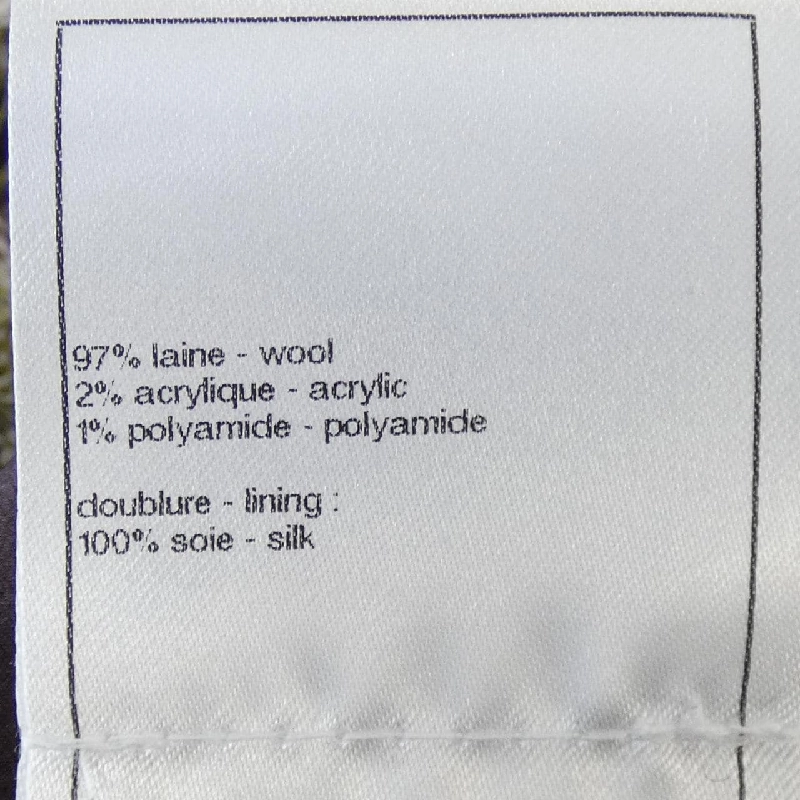 97% laine - wool
2% acrylique - acrylic
1% polyamide - polyamide
doublure - lining :
100% soie - silk